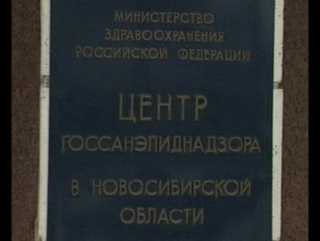 МИНИСТЕРСТВО
ЗДРАВООХРАНЕНИЯ
РОССИЙСКОЙ ФЕДЕРАЦИИ
ЦЕНТР
ГОССАНЭПИДНАДЗОРА
В НОВОСИБИРСКОЙ
ОБЛАСТИ